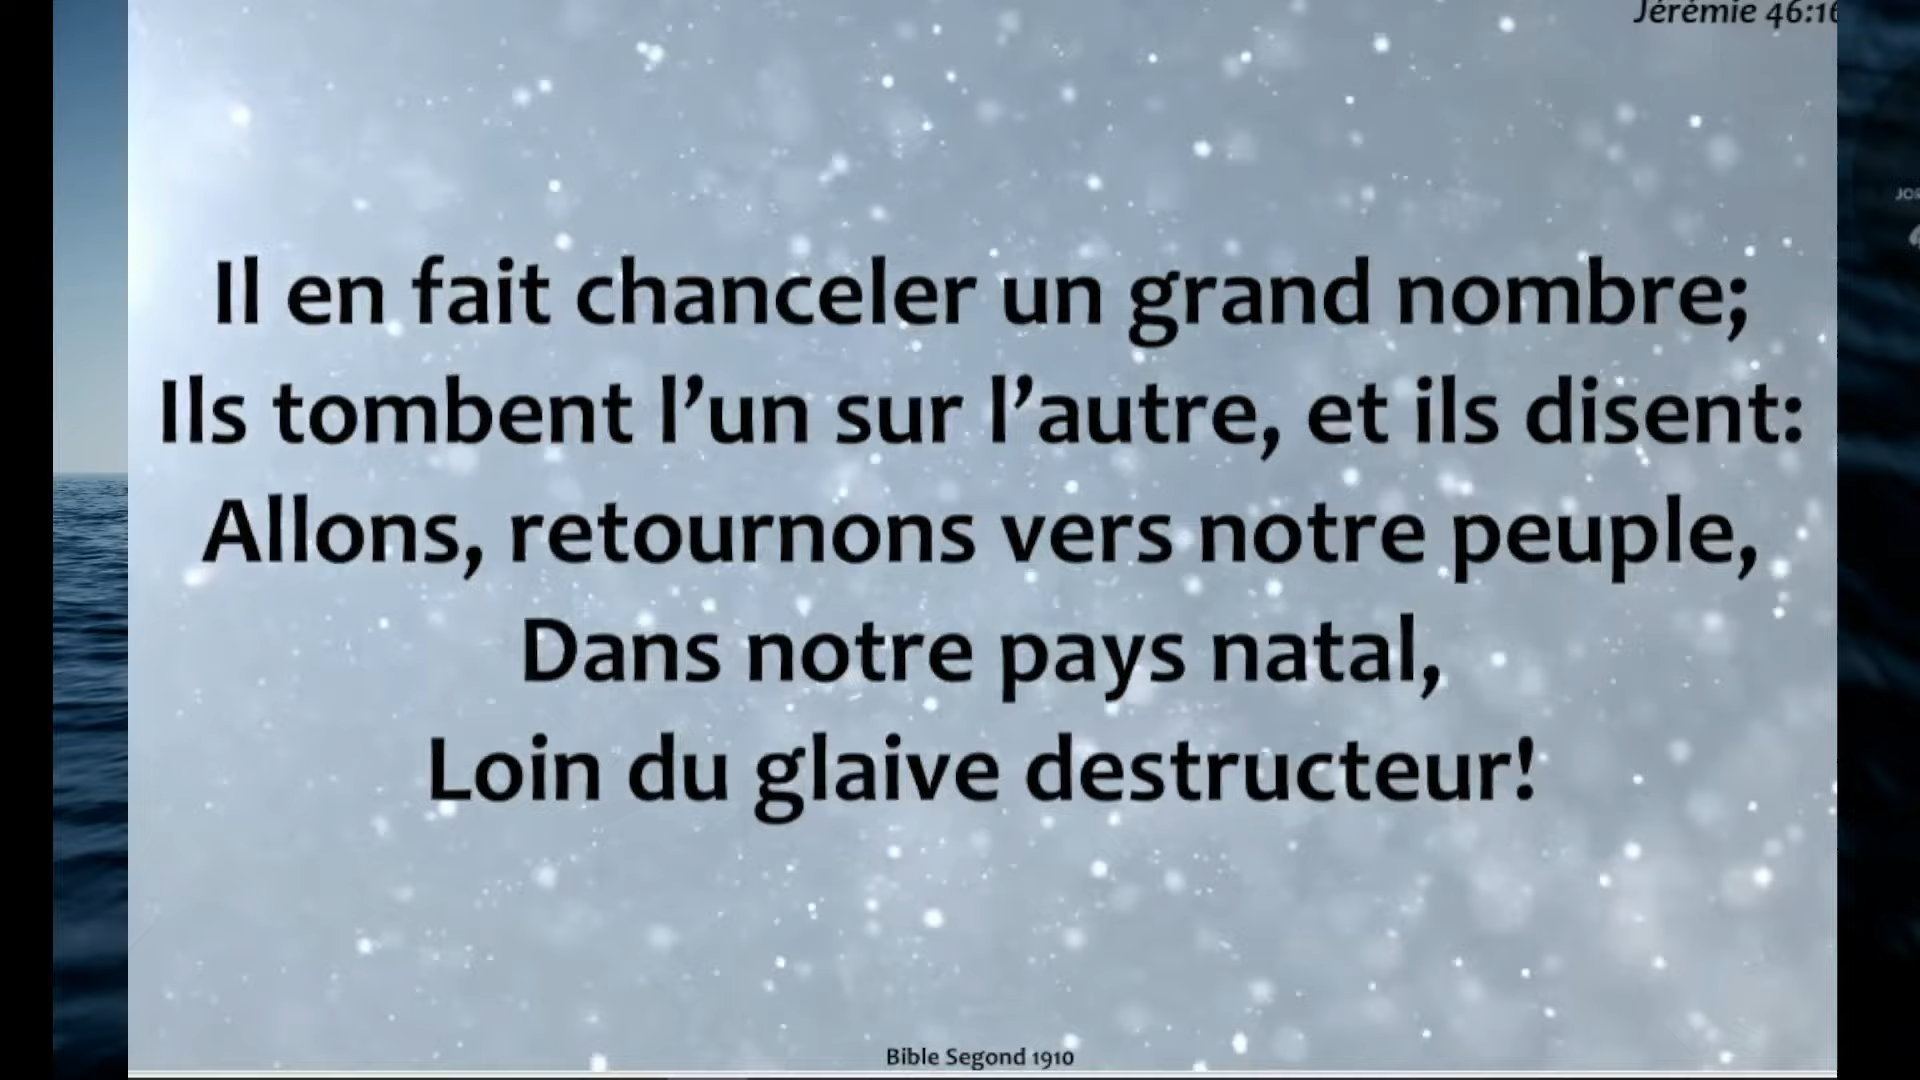 Jérémie 46:16
Il en fait chanceler un grand nombre;
Ils tombent l’un sur l’autre, et ils disent:
Allons, retournons vers notre peuple,
Dans notre pays natal,
Loin du glaive destructeur!
Bible Segond 1910